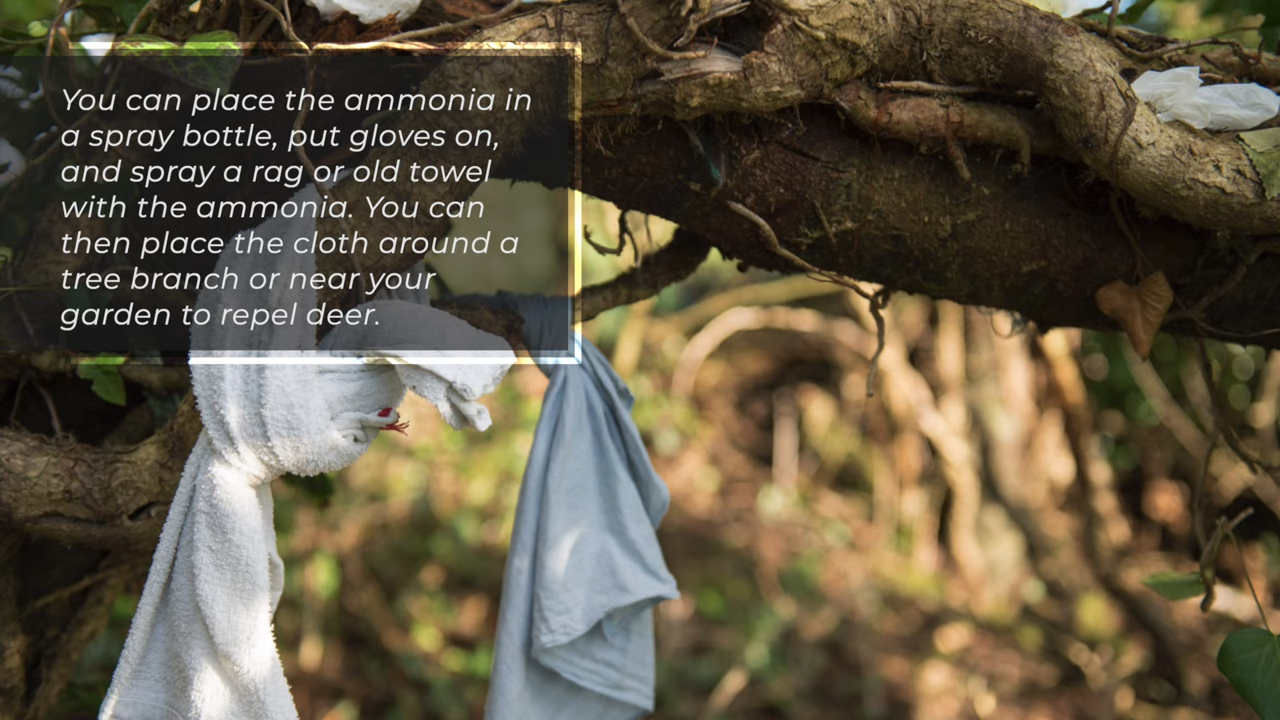 You can place the ammonia in
a spray bottle, put gloves on,
and spray a rag or old towel
with the ammonia. You can
then place the cloth around a
tree branch or near your
garden to repel deer.